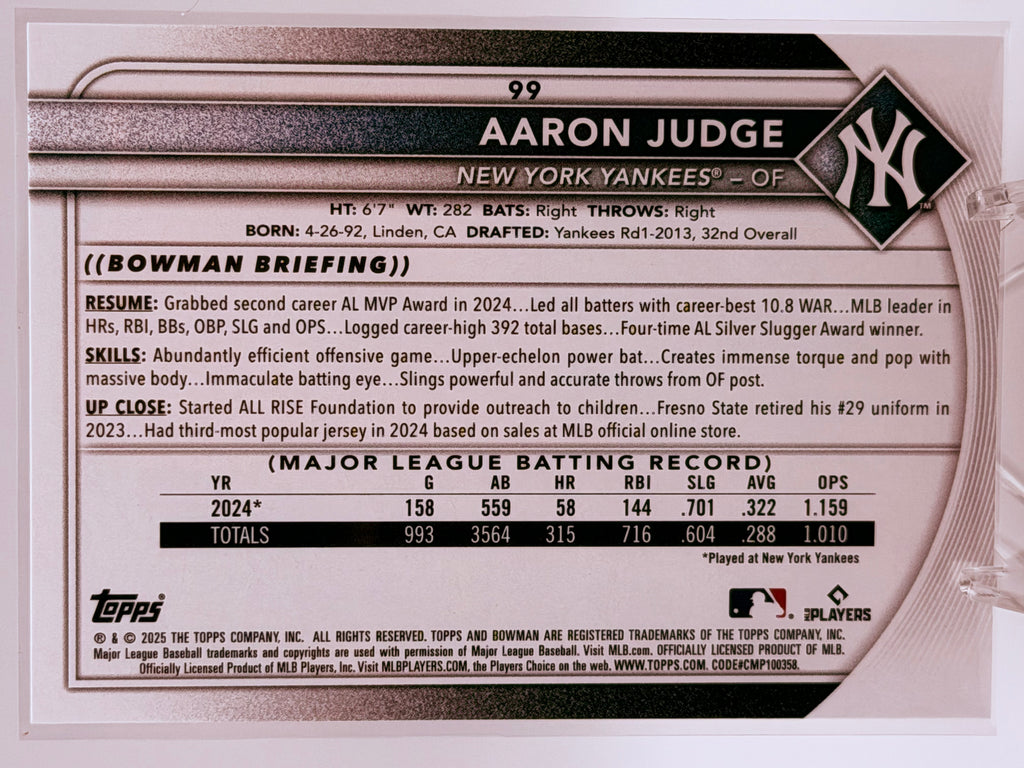 99
AARON JUDGE
NEW YORK YANKEES® – OF
NY
TM
HT: 6'7" WT: 282 BATS: Right THROWS: Right
BORN: 4-26-92, Linden, CA DRAFTED: Yankees Rd1-2013, 32nd Overall
((BOWMAN BRIEFING))
RESUME: Grabbed second career AL MVP Award in 2024...Led all batters with career-best 10.8 WAR...MLB leader in
HRs, RBI, BBs, OBP, SLG and OPS...Logged career-high 392 total bases...Four-time AL Silver Slugger Award winner.
SKILLS: Abundantly efficient offensive game...Upper-echelon power bat...Creates immense torque and pop with
massive body...Immaculate batting eye...Slings powerful and accurate throws from OF post.
UP CLOSE: Started ALL RISE Foundation to provide outreach to children...Fresno State retired his #29 uniform in
2023...Had third-most popular jersey in 2024 based on sales at MLB official online store.
(MAJOR LEAGUE BATTING RECORD)
YR G AB HR RBI SLG AVG OPS
2024* 158 559 58 144 .701 .322 1.159
TOTALS 993 3564 315 716 .604 .288 1.010
*Played at New York Yankees
Topps®
MLB PLAYERS
® & © 2025 THE TOPPS COMPANY, INC. ALL RIGHTS RESERVED. TOPPS AND BOWMAN ARE REGISTERED TRADEMARKS OF THE TOPPS COMPANY, INC.
Major League Baseball trademarks and copyrights are used with permission of Major League Baseball. Visit MLB.com. OFFICIALLY LICENSED PRODUCT OF MLB.
Officially Licensed Product of MLB Players, Inc. Visit MLBPLAYERS.COM, the Players Choice on the web. WWW.TOPPS.COM. CODE#CMP100358.